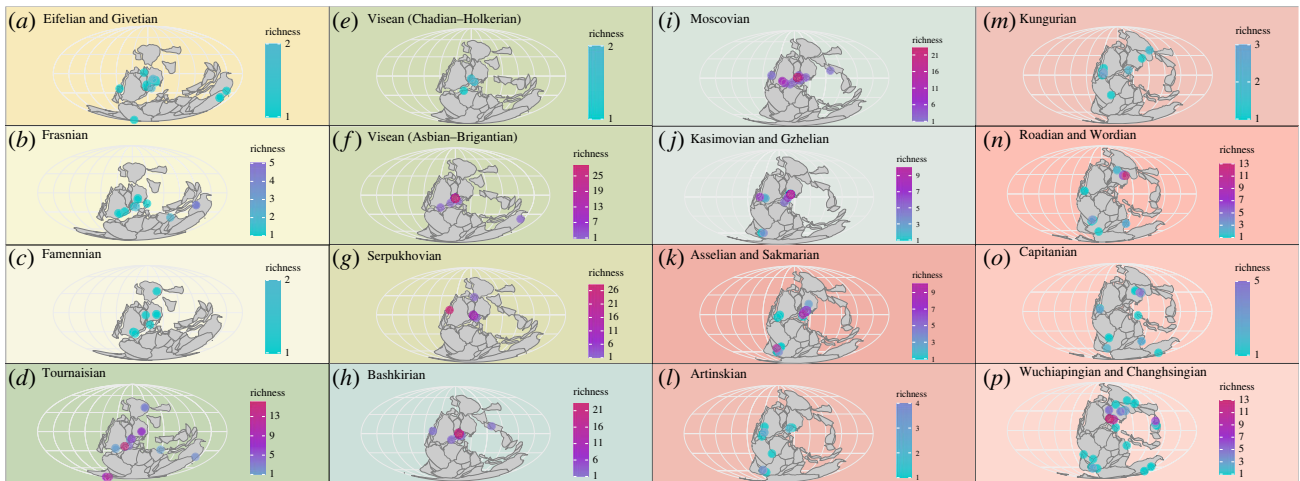 (a) Eifelian and Givetian
richness
2
1
(b) Frasnian
richness
5
4
3
2
1
(c) Famennian
richness
2
1
(d) Tournaisian
richness
13
9
5
1
(e) Visean (Chadian–Holkerian)
richness
2
1
(f) Visean (Asbian–Brigantian)
richness
25
19
13
7
1
(g) Serpukhovian
richness
26
21
16
11
6
1
(h) Bashkirian
richness
21
16
11
6
1
(i) Moscovian
richness
21
16
11
6
1
(j) Kasimovian and Gzhelian
richness
9
7
5
3
1
(k) Asselian and Sakmarian
richness
9
7
5
3
1
(l) Artinskian
richness
4
3
2
1
(m) Kungurian
richness
3
2
1
(n) Roadian and Wordian
richness
13
11
9
7
5
3
1
(o) Capitanian
richness
5
1
(p) Wuchiapingian and Changhsingian
richness
13
11
9
7
5
3
1